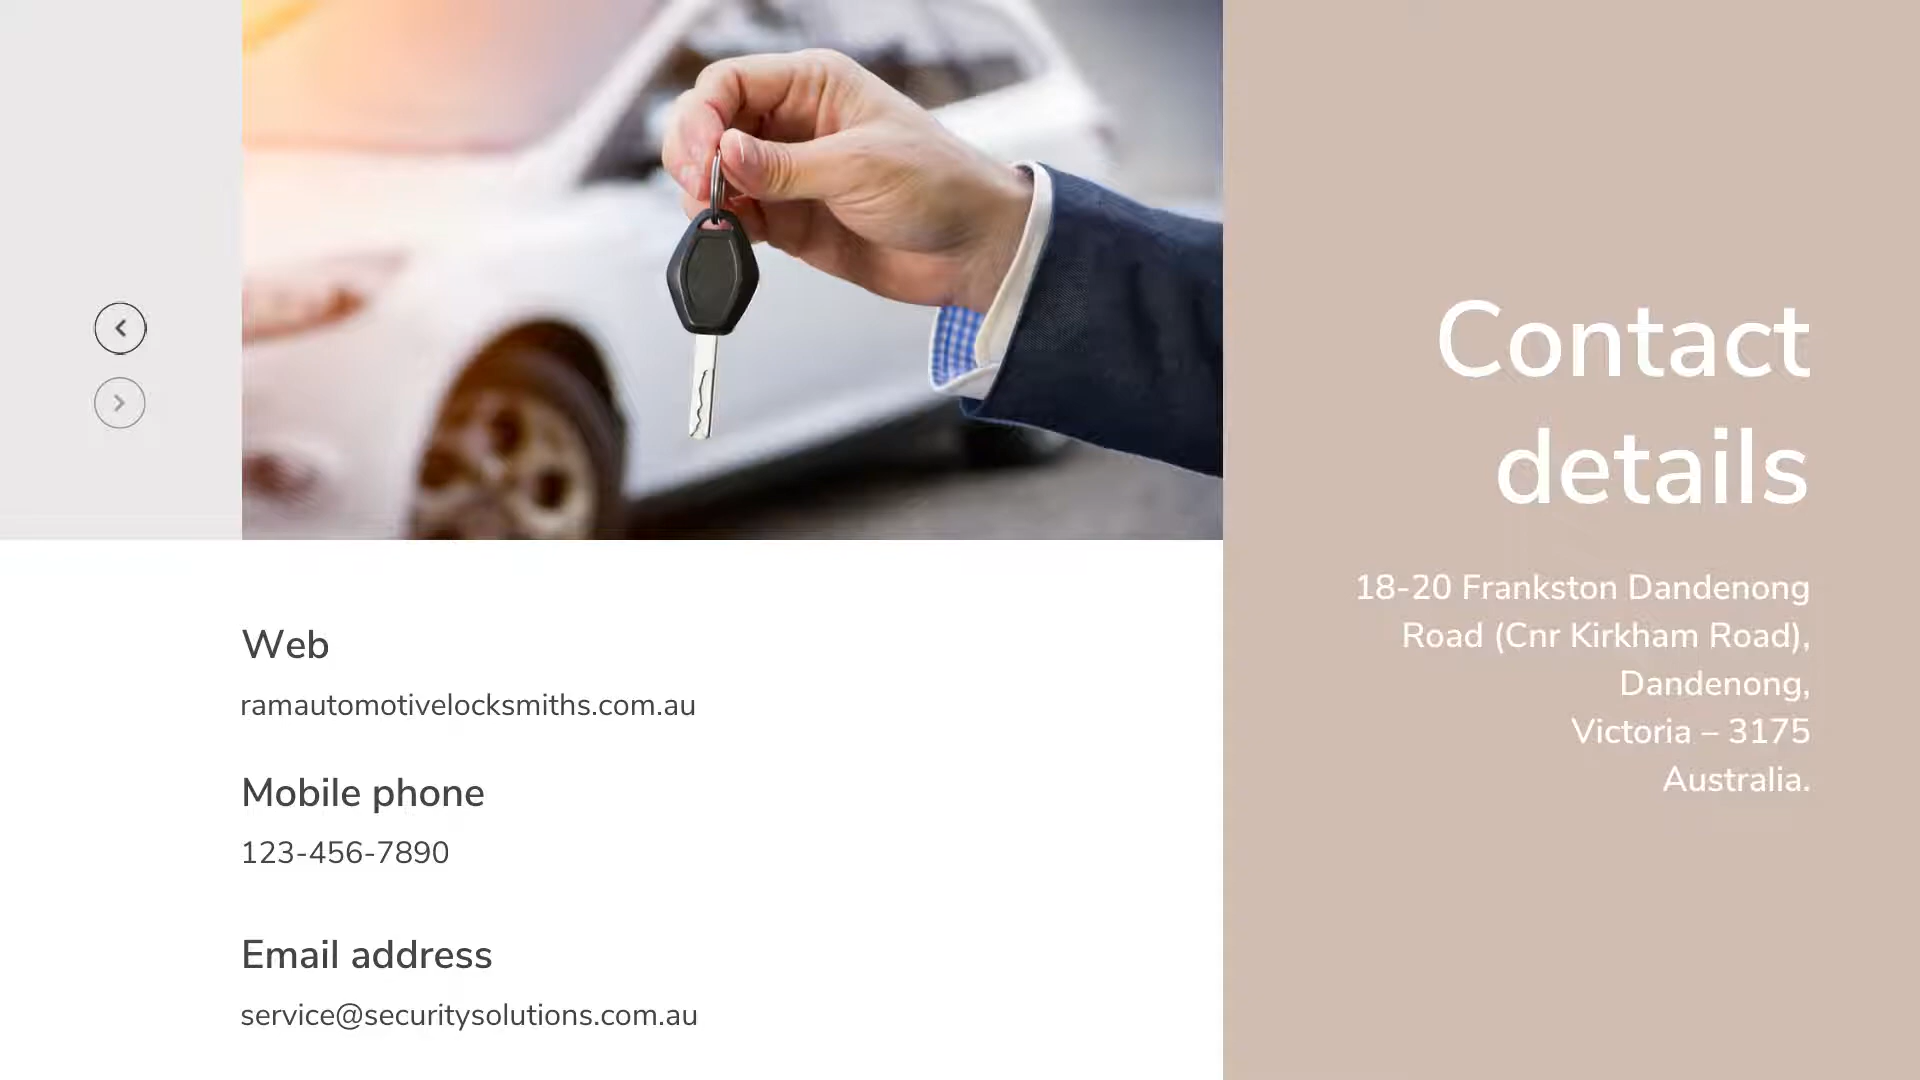 Contact
details
18-20 Frankston Dandenong
Road (Cnr Kirkham Road),
Dandenong,
Victoria – 3175
Australia.
Web
ramautomotivelocksmiths.com.au
Mobile phone
123-456-7890
Email address
service@securitysolutions.com.au